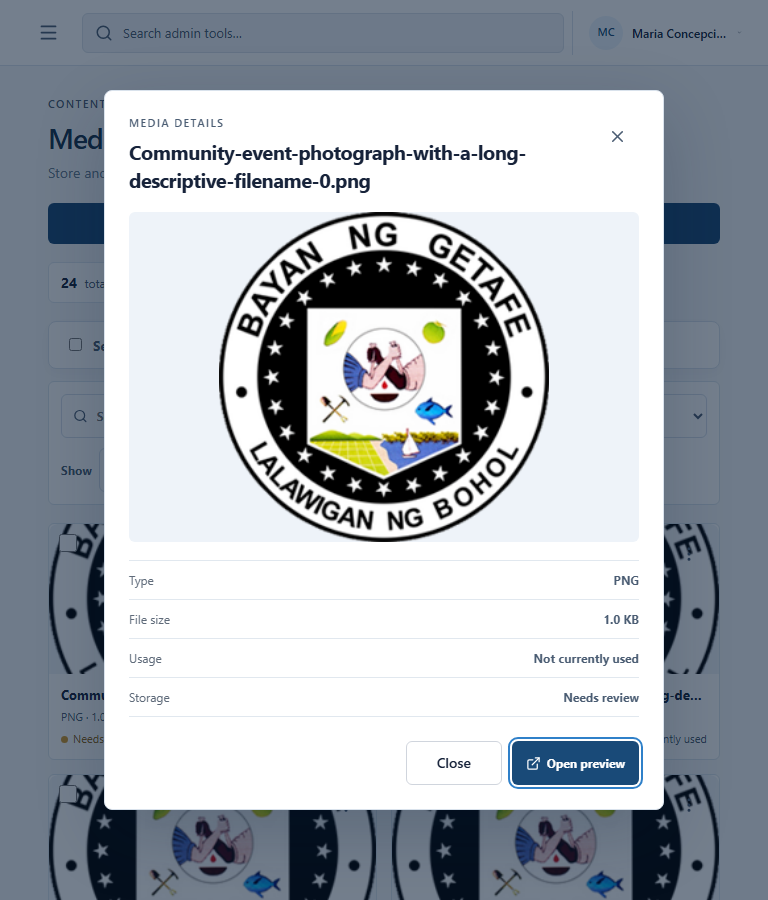 Search admin tools...
MC
Maria Concepci...
CONTENT
Med
Store and
24 tota
Show
MEDIA DETAILS
Community-event-photograph-with-a-long-
descriptive-filename-0.png
BAYAN NG GETAFE
LALAWIGAN NG BOHOL
Type PNG
File size 1.0 KB
Usage Not currently used
Storage Needs review
Close
Open preview
Commu
g-de...
PNG · 1.0
Needs
ntly used